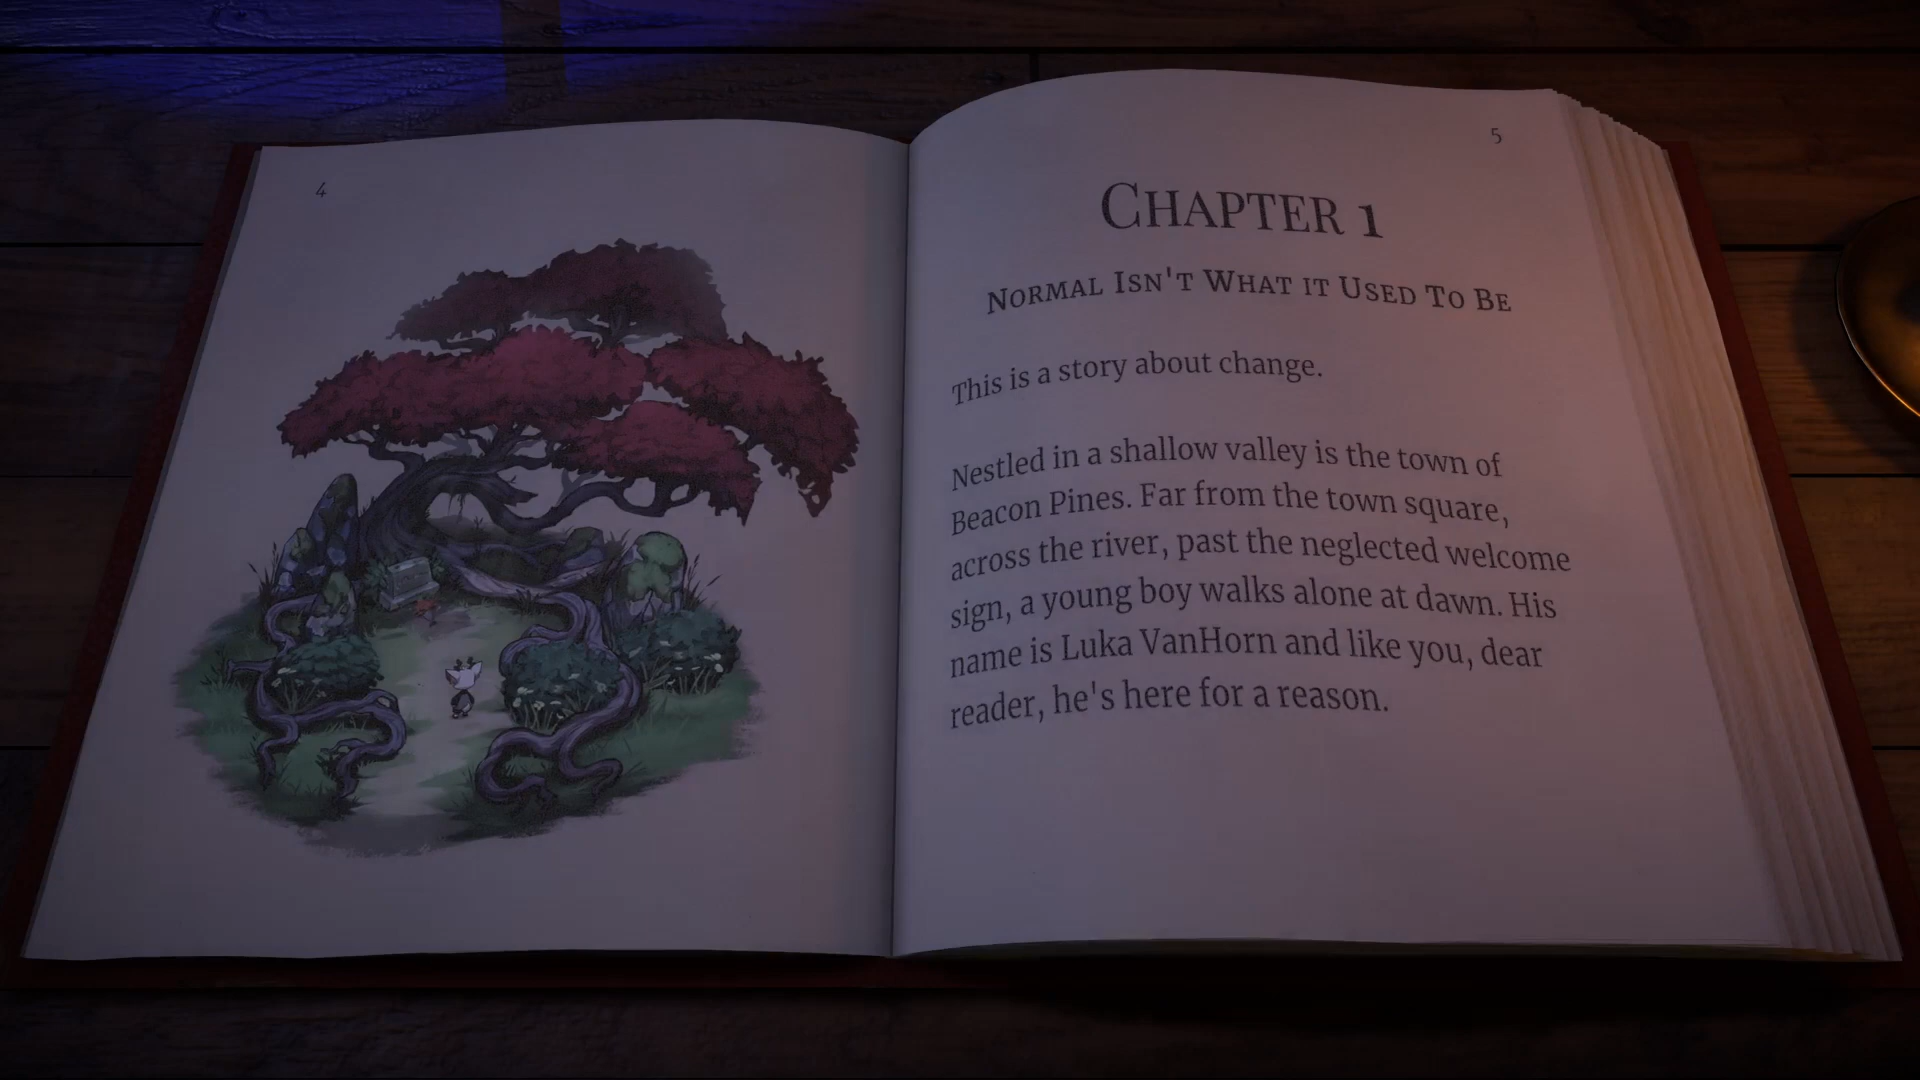 4
5
Chapter 1
Normal Isn't What it Used To Be
This is a story about change.
Nestled in a shallow valley is the town of
Beacon Pines. Far from the town square,
across the river, past the neglected welcome
sign, a young boy walks alone at dawn. His
name is Luka VanHorn and like you, dear
reader, he's here for a reason.